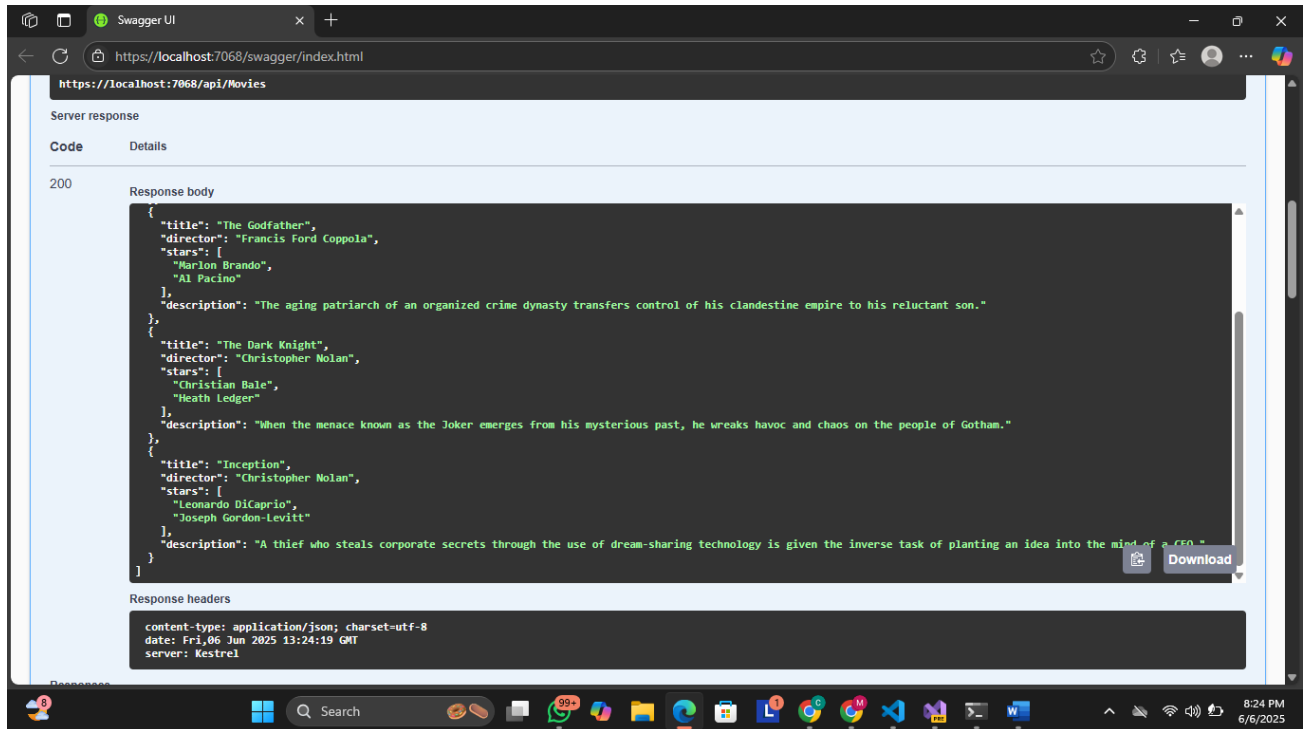 Swagger UI
https://localhost:7068/swagger/index.html
https://localhost:7068/api/Movies
Server response
Code Details
200
Response body
{
"title": "The Godfather",
"director": "Francis Ford Coppola",
"stars": [
"Marlon Brando",
"Al Pacino"
],
"description": "The aging patriarch of an organized crime dynasty transfers control of his clandestine empire to his reluctant son."
},
{
"title": "The Dark Knight",
"director": "Christopher Nolan",
"stars": [
"Christian Bale",
"Heath Ledger"
],
"description": "When the menace known as the Joker emerges from his mysterious past, he wreaks havoc and chaos on the people of Gotham."
},
{
"title": "Inception",
"director": "Christopher Nolan",
"stars": [
"Leonardo DiCaprio",
"Joseph Gordon-Levitt"
],
"description": "A thief who steals corporate secrets through the use of dream-sharing technology is given the inverse task of planting an idea into the mind of a CEO."
}
]
Download
Response headers
content-type: application/json; charset=utf-8
date: Fri,06 Jun 2025 13:24:19 GMT
server: Kestrel
Responses
8
Search
99+
L
1
C
M
PRE
W
8:24 PM
6/6/2025